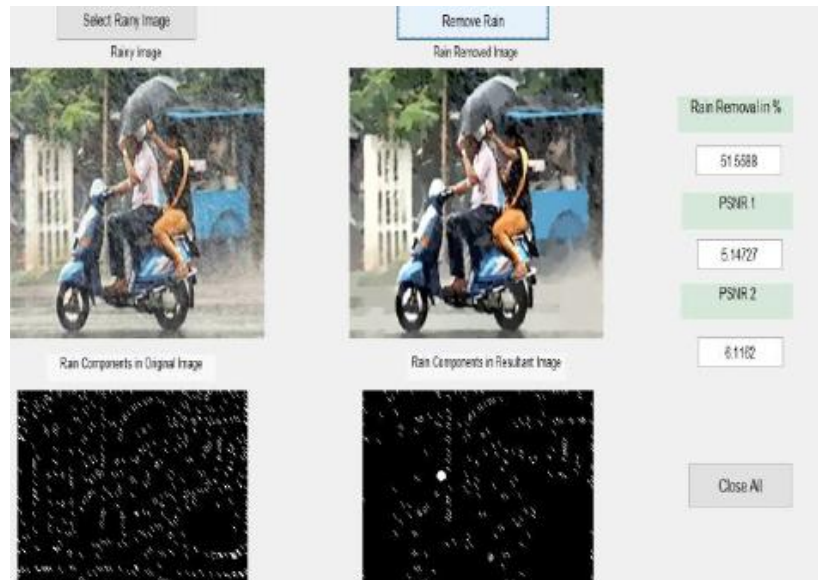 Select Rainy Image
Remove Rain
Rainy image
Rain Removed Image
Rain Removal in %
51.5588
PSNR 1
5.14727
PSNR 2
6.1162
Rain Components in Original Image
Rain Components in Resultant Image
Close All